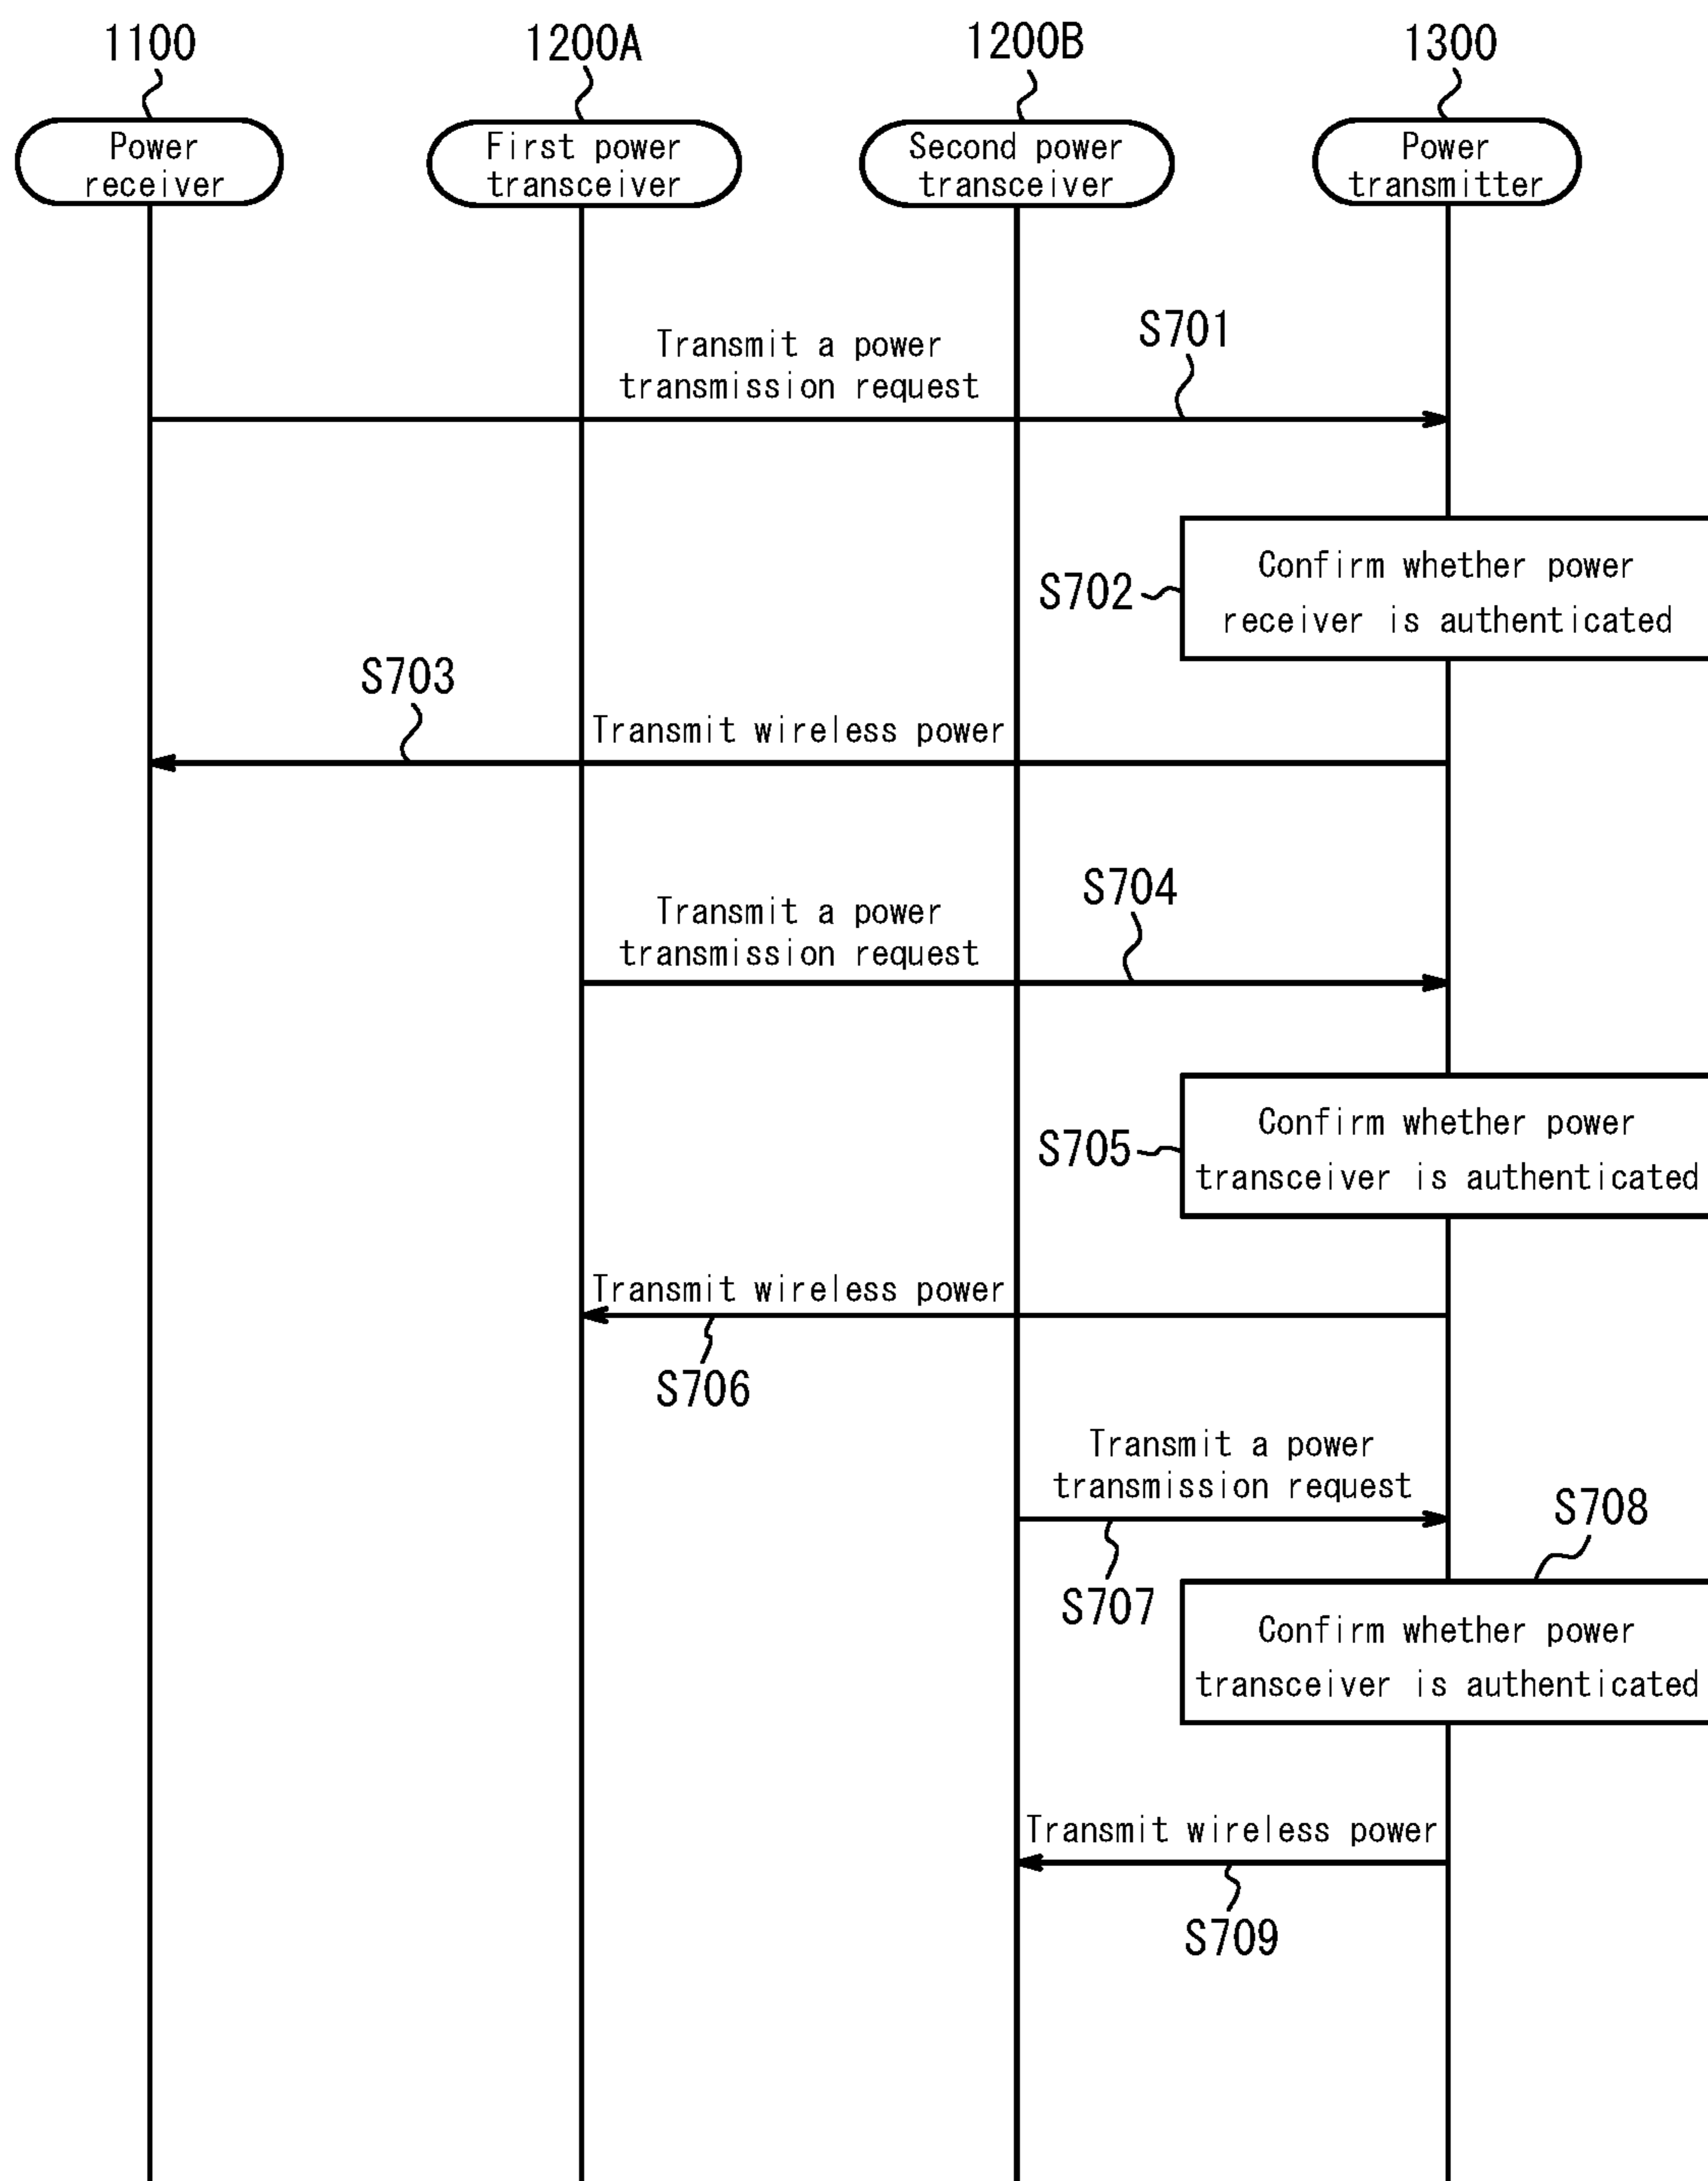 1100
1200A
1200B
1300
Power
receiver
First power
transceiver
Second power
transceiver
Power
transmitter
Transmit a power
transmission request
S701
S702
Confirm whether power
receiver is authenticated
S703
Transmit wireless power
S704
Transmit a power
transmission request
S705
Confirm whether power
transceiver is authenticated
Transmit wireless power
S706
Transmit a power
transmission request
S707
S708
Confirm whether power
transceiver is authenticated
Transmit wireless power
S709